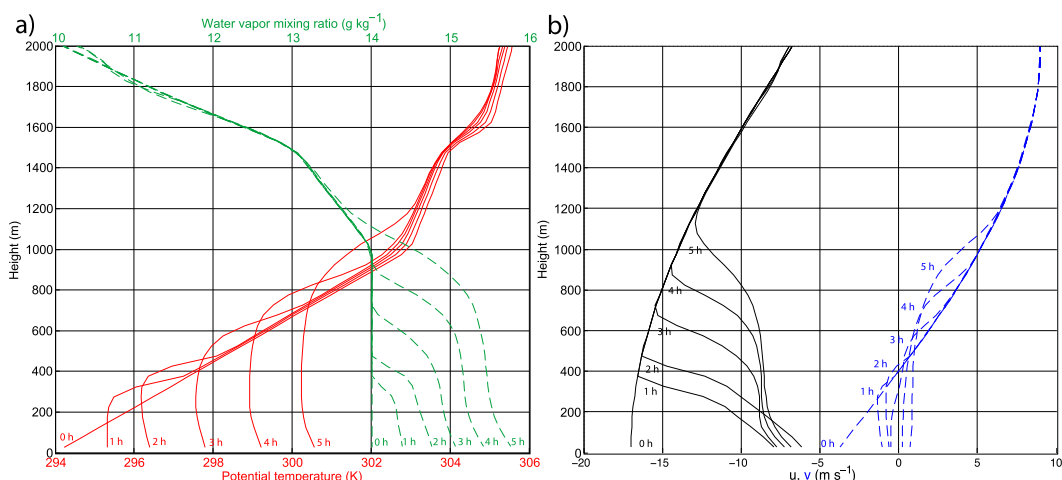 a)
Water vapor mixing ratio (g kg⁻¹)
10 11 12 13 14 15 16
2000
1800
1600
1400
1200
1000
800
600
400
200
0
Height (m)
0 h 1 h 2 h 3 h 4 h 5 h 0 h 1 h 2 h 3 h 4 h 5 h
294 296 298 300 302 304 306
Potential temperature (K)
b)
2000
1800
1600
1400
1200
1000
800
600
400
200
0
Height (m)
5 h
4 h
3 h
2 h
1 h
0 h
5 h
4 h
3 h
2 h
1 h
0 h
−20 −15 −10 −5 0 5 10
u, v (m s⁻¹)